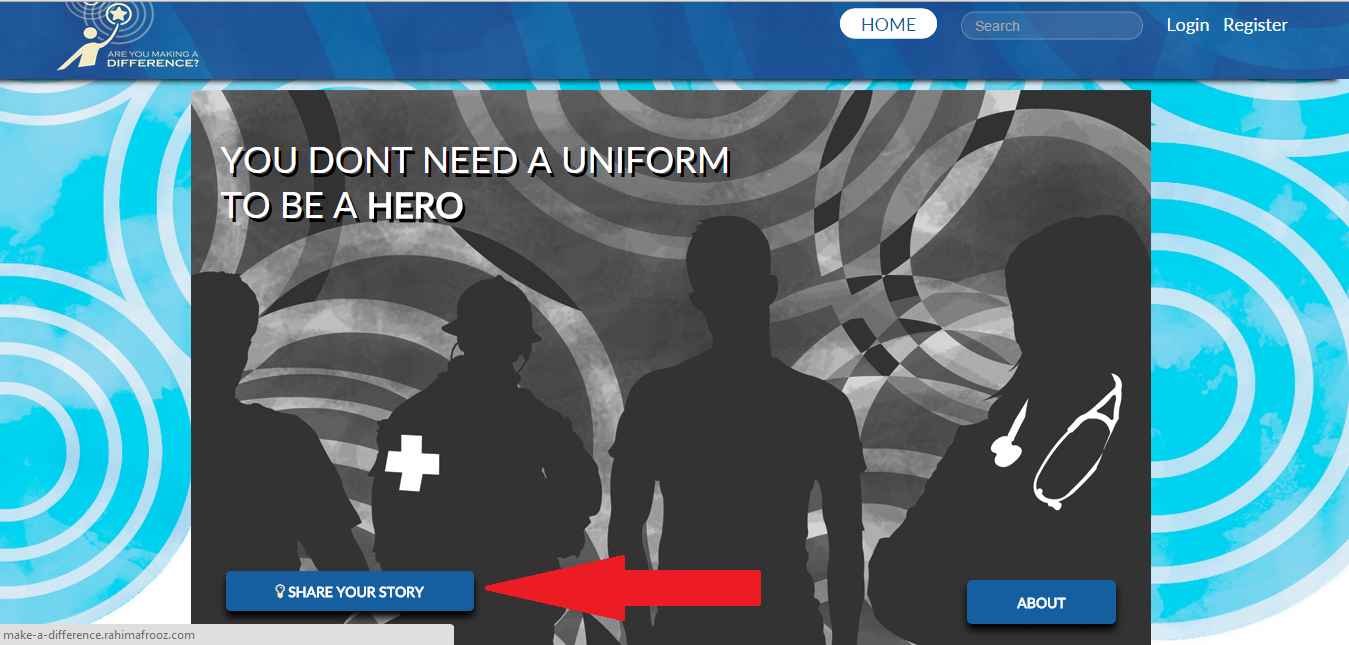 ARE YOU MAKING A
DIFFERENCE?
HOME
Search
Login Register
YOU DONT NEED A UNIFORM
TO BE A HERO
SHARE YOUR STORY
ABOUT
make-a-difference.rahimafrooz.com